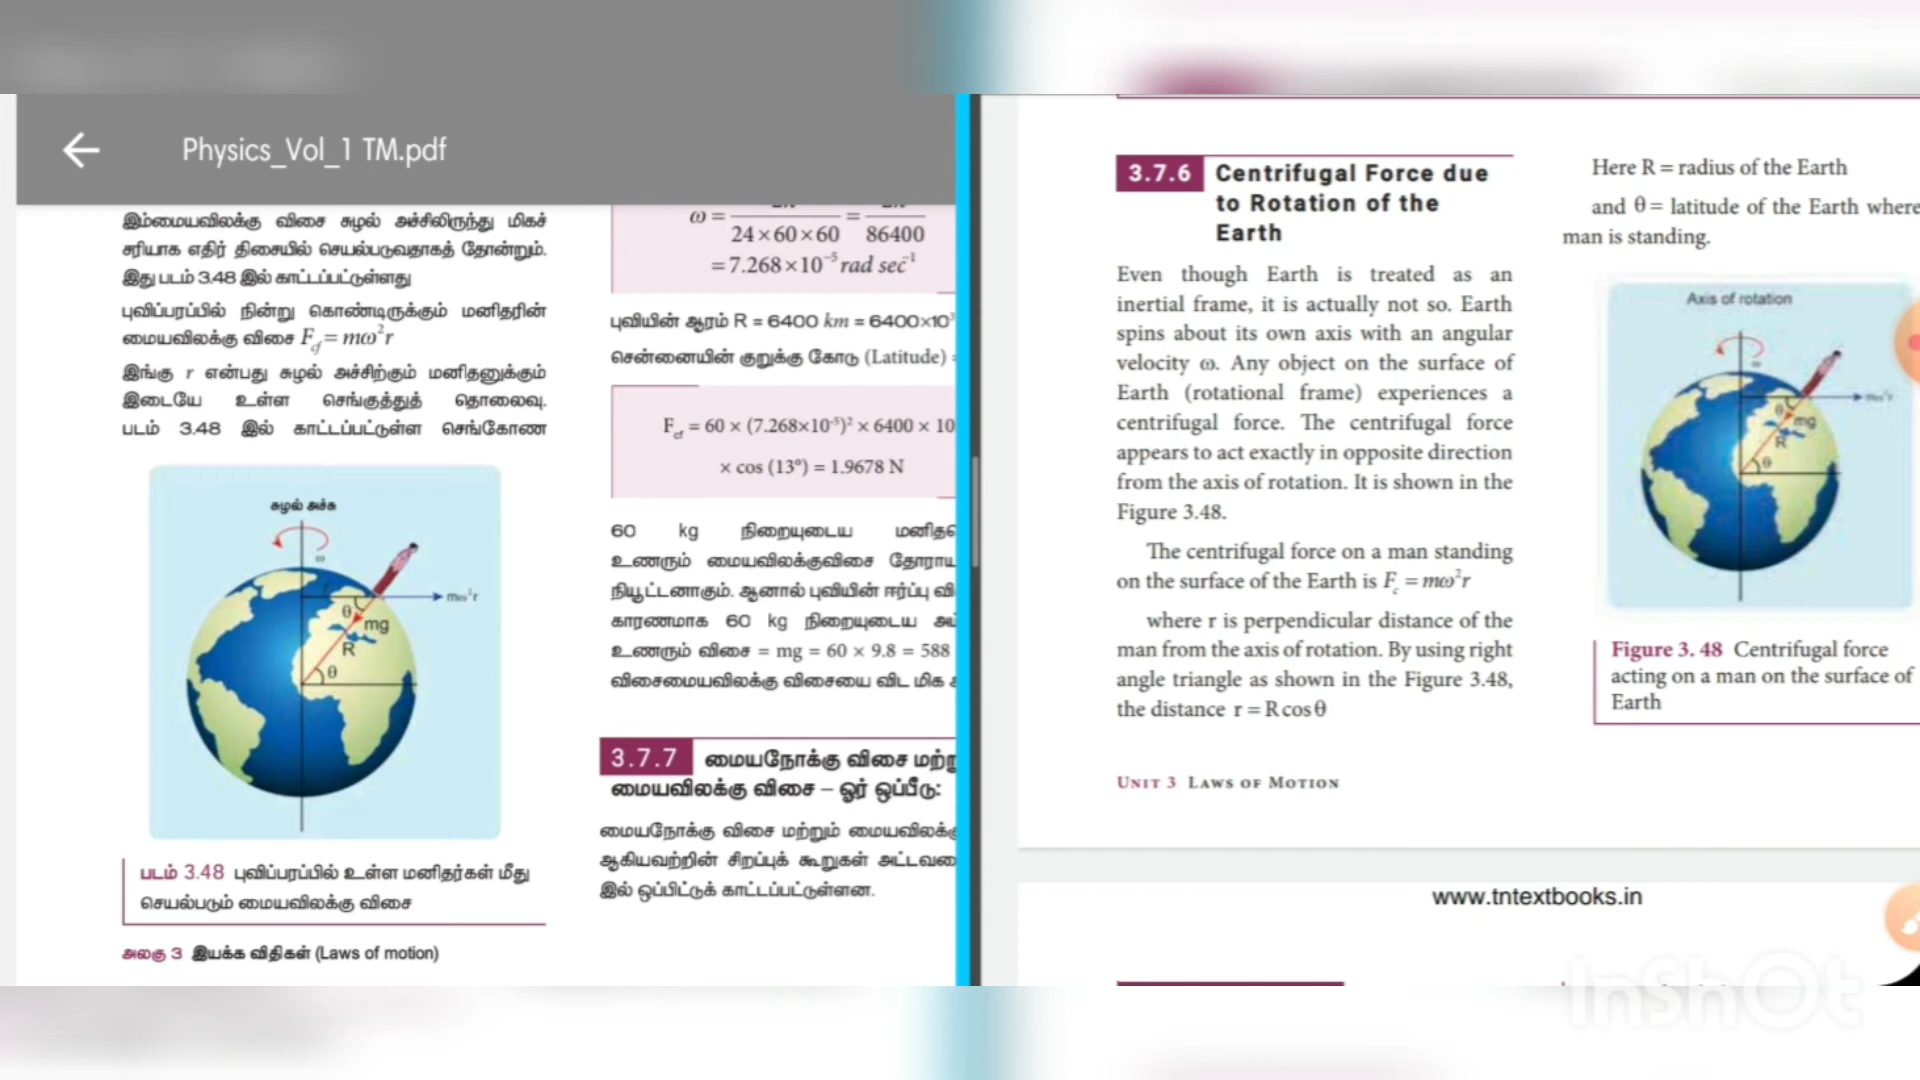 Physics_Vol_1 TM.pdf
இம்மையவிலக்கு விசை சுழல் அச்சிலிருந்து மிகச்
சரியாக எதிர் திசையில் செயல்படுவதாகத் தோன்றும்.
இது படம் 3.48 இல் காட்டப்பட்டுள்ளது
புவிப்பரப்பில் நின்று கொண்டிருக்கும் மனிதரின்
மையவிலக்கு விசை F_cf = mω²r
இங்கு r என்பது சுழல் அச்சிற்கும் மனிதனுக்கும்
இடையே உள்ள செங்குத்துத் தொலைவு.
படம் 3.48 இல் காட்டப்பட்டுள்ள செங்கோண
சுழல் அச்சு
ω
mω²r
θ
mg
R
θ
படம் 3.48 புவிப்பரப்பில் உள்ள மனிதர்கள் மீது
செயல்படும் மையவிலக்கு விசை
அலகு 3 இயக்க விதிகள் (Laws of motion)
ω = / 24×60×60 = / 86400
= 7.268×10⁻⁵ rad sec⁻¹
புவியின் ஆரம் R = 6400 km = 6400×10³
சென்னையின் குறுக்கு கோடு (Latitude) =
F_cf = 60 × (7.268×10⁻⁵)² × 6400 × 10
× cos (13°) = 1.9678 N
60 kg நிறையுடைய
உணரும் மையவிலக்குவிசை
நியூட்டனாகும். ஆனால் புவியின் ஈர்ப்பு
காரணமாக 60 kg நிறையுடைய
உணரும் விசை = mg = 60 × 9.8 = 588
விசைமையவிலக்கு விசையை விட மிக
3.7.7 மையநோக்கு விசை
மையவிலக்கு விசை – ஓர் ஒப்பீடு:
மையநோக்கு விசை மற்றும்
ஆகியவற்றின் சிறப்புக் கூறுகள்
இல் ஒப்பிட்டுக் காட்டப்பட்டுள்ளன.
3.7.6 Centrifugal Force due
to Rotation of the
Earth
Even though Earth is treated as an
inertial frame, it is actually not so. Earth
spins about its own axis with an angular
velocity ω. Any object on the surface of
Earth (rotational frame) experiences a
centrifugal force. The centrifugal force
appears to act exactly in opposite direction
from the axis of rotation. It is shown in the
Figure 3.48.
The centrifugal force on a man standing
on the surface of the Earth is F_c = mω²r
where r is perpendicular distance of the
man from the axis of rotation. By using right
angle triangle as shown in the Figure 3.48,
the distance r = R cos θ
UNIT 3 LAWS OF MOTION
Here R = radius of the Earth
and θ = latitude of the Earth where
man is standing.
Axis of rotation
ω
mω²r
θ
mg
R
θ
Figure 3. 48 Centrifugal force
acting on a man on the surface of
Earth
www.tntextbooks.in
InShOt